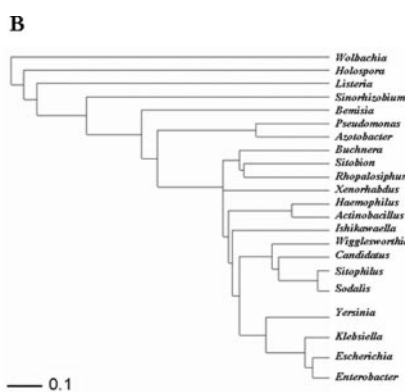 B
Wolbachia
Holospora
Listeria
Sinorhizobium
Bemisia
Pseudomonas
Azotobacter
Buchnera
Sitobion
Rhopalosiphus
Xenorhabdus
Haemophilus
Actinobacillus
Ishikawaella
Wigglesworthia
Candidatus
Sitophilus
Sodalis
Yersinia
Klebsiella
Escherichia
Enterobacter
0.1